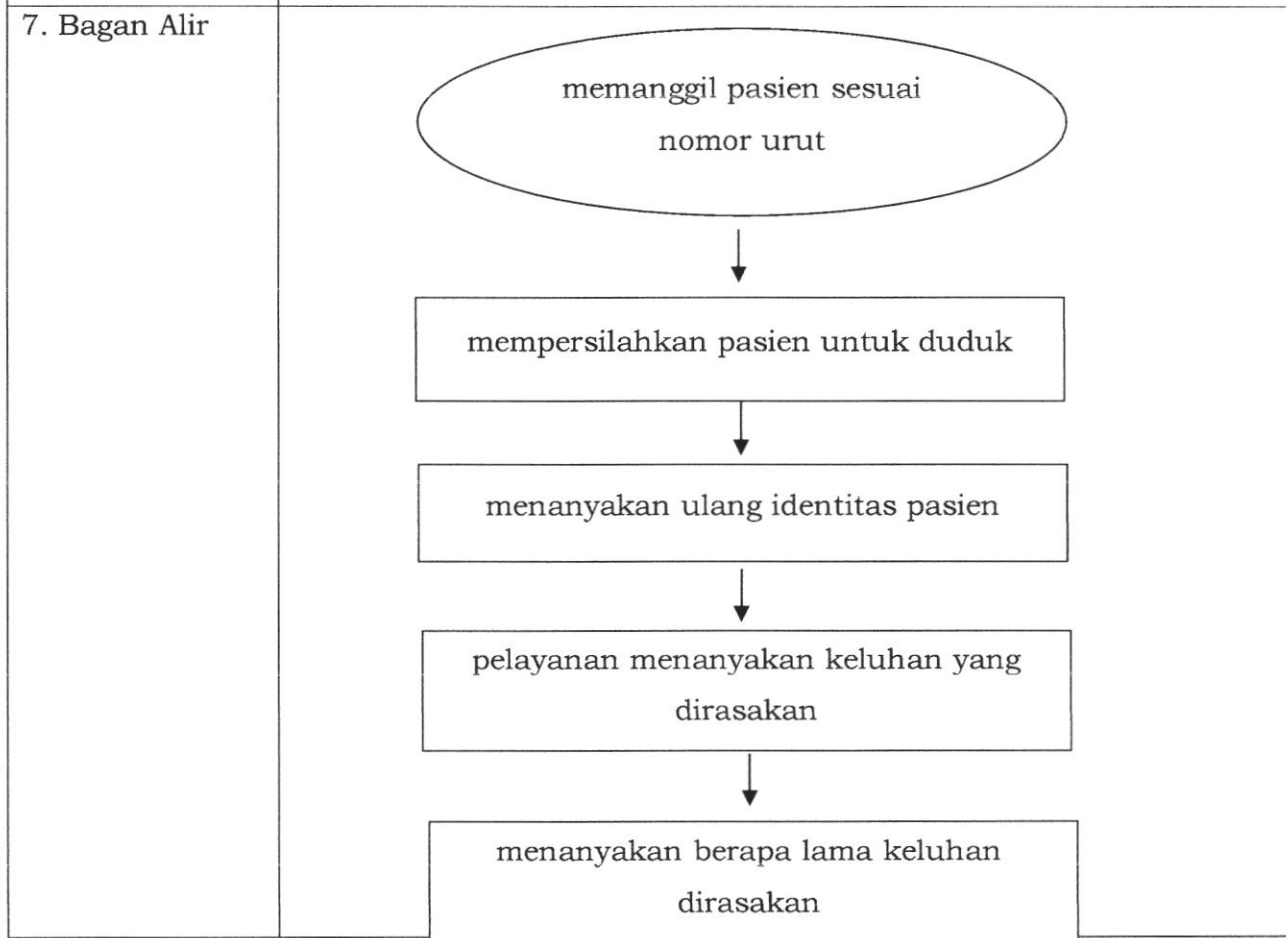 7. Bagan Alir
memanggil pasien sesuai
nomor urut
mempersilahkan pasien untuk duduk
menanyakan ulang identitas pasien
pelayanan menanyakan keluhan yang
dirasakan
menanyakan berapa lama keluhan
dirasakan